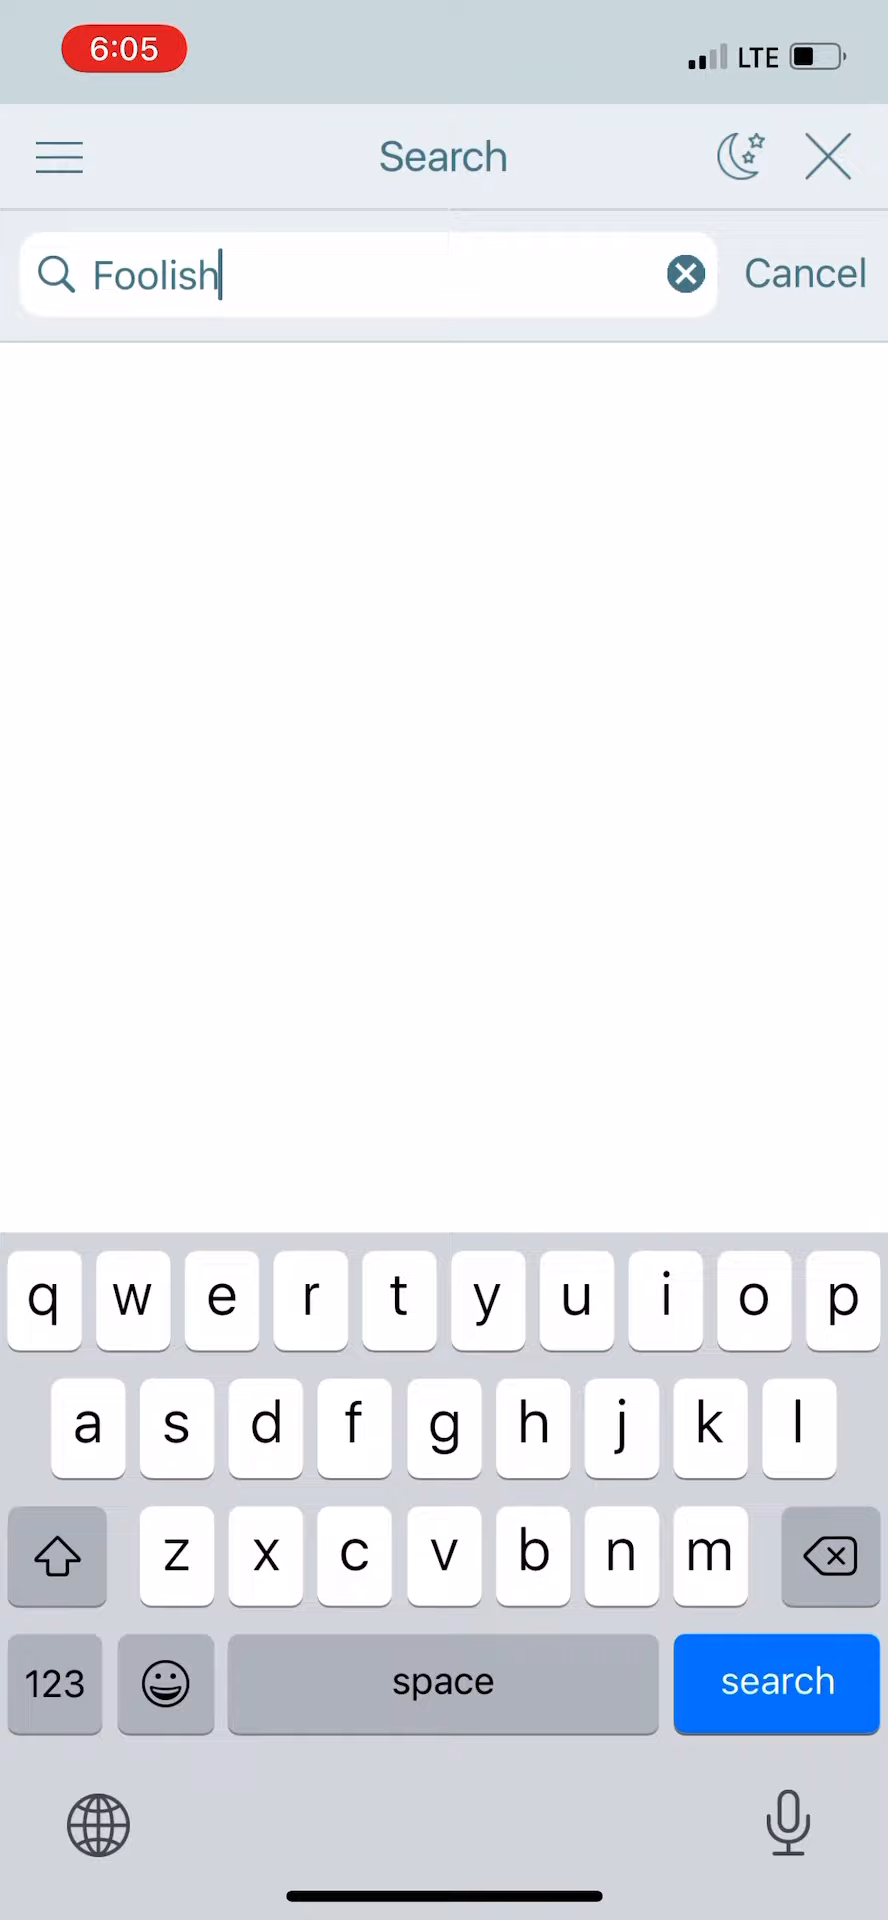 6:05 LTE
Search
Foolish Cancel
q w e r t y u i o p
a s d f g h j k l
z x c v b n m
123 space search